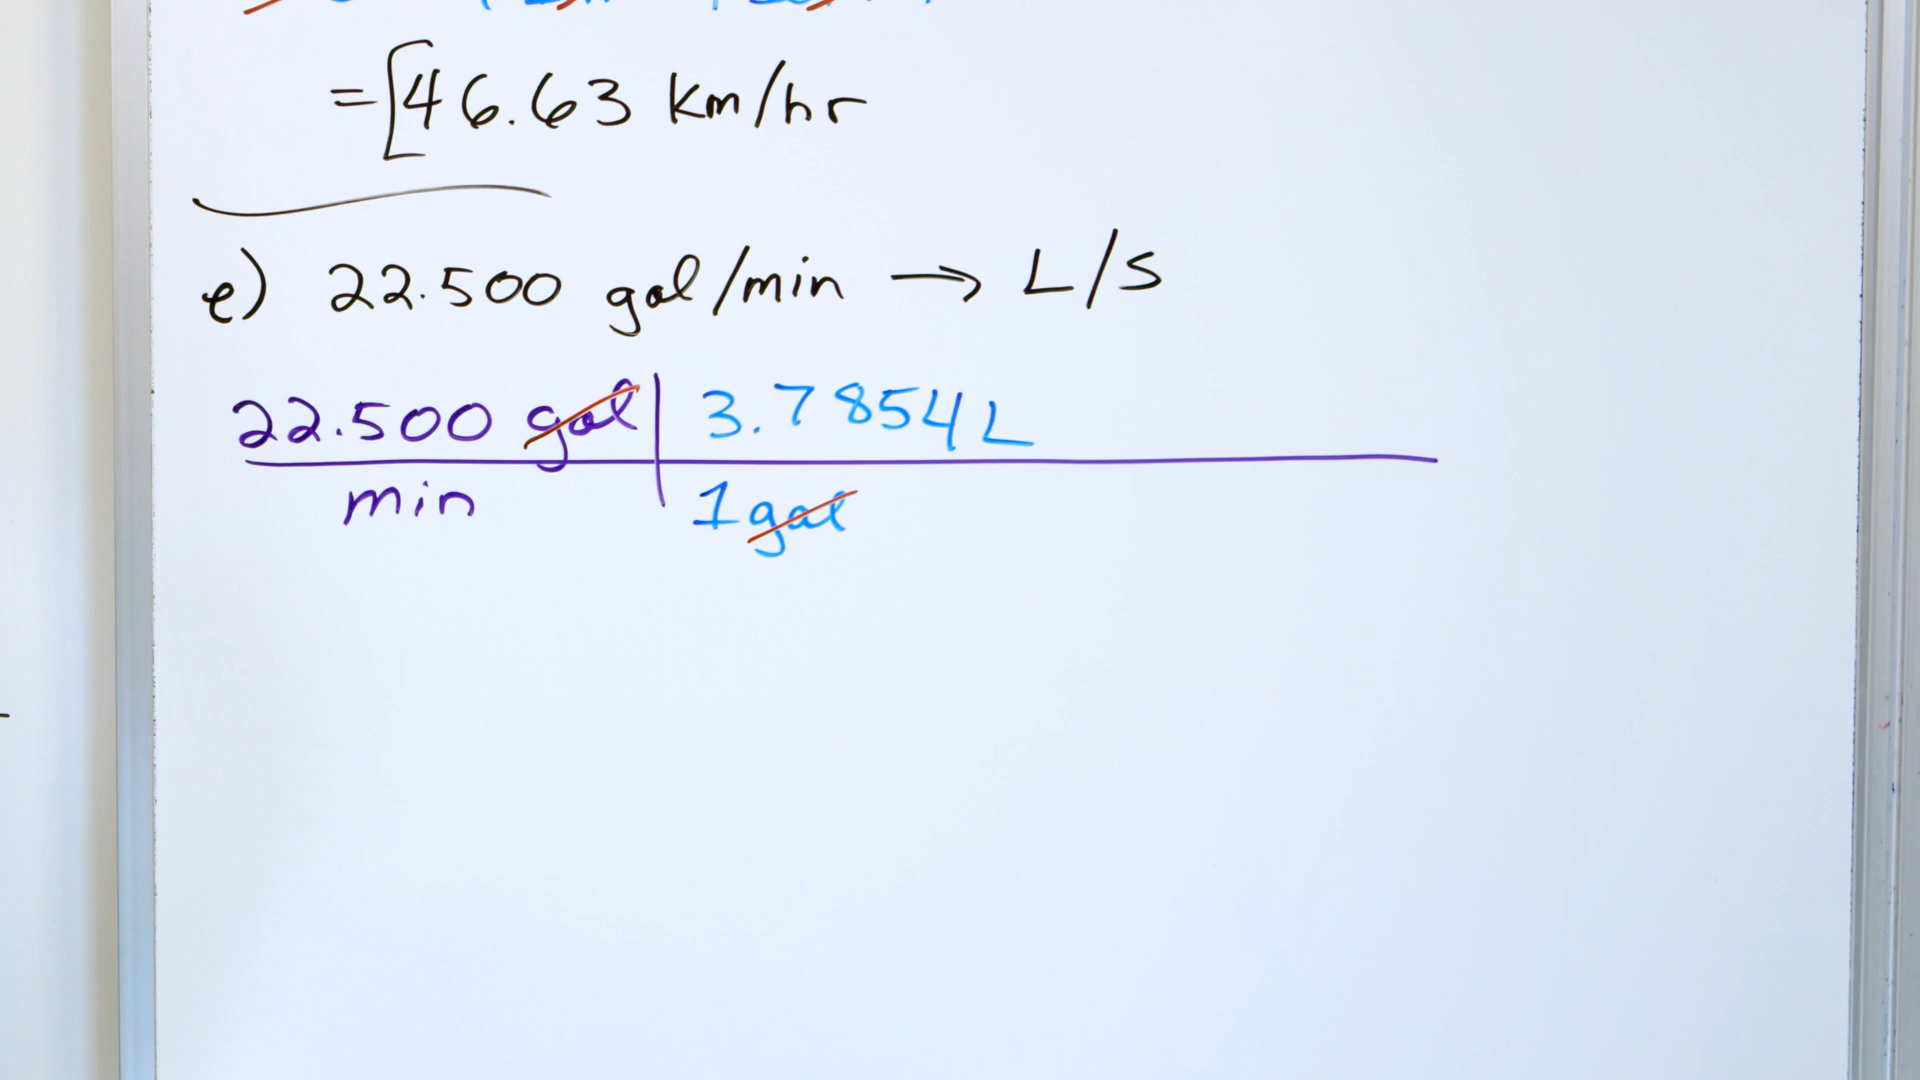 = [46.63 km/hr
e) 22.500 gal/min → L/s
22.500 gal | 3.7854 L
min | 1 gal